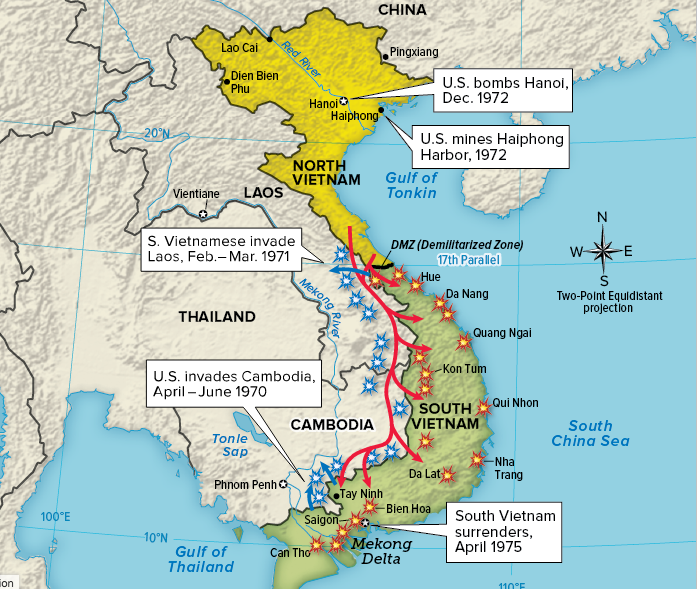 CHINA
Lao Cai
Red River
Pingxiang
Dien Bien
Phu
U.S. bombs Hanoi,
Dec. 1972
Hanoi
Haiphong
U.S. mines Haiphong
Harbor, 1972
20°N
NORTH
VIETNAM
Gulf of
Tonkin
LAOS
Vientiane
N
W
E
S
Two-Point Equidistant
projection
S. Vietnamese invade
Laos, Feb.–Mar. 1971
DMZ (Demilitarized Zone)
17th Parallel
Hue
Mekong River
Da Nang
THAILAND
Quang Ngai
Kon Tum
U.S. invades Cambodia,
April–June 1970
Qui Nhon
SOUTH
VIETNAM
CAMBODIA
South
China Sea
Tonle
Sap
Nha
Trang
Da Lat
Phnom Penh
Tay Ninh
Bien Hoa
Saigon
South Vietnam
surrenders,
April 1975
100°E
10°N
Gulf of
Thailand
Can Tho
Mekong
Delta
110°E
ion